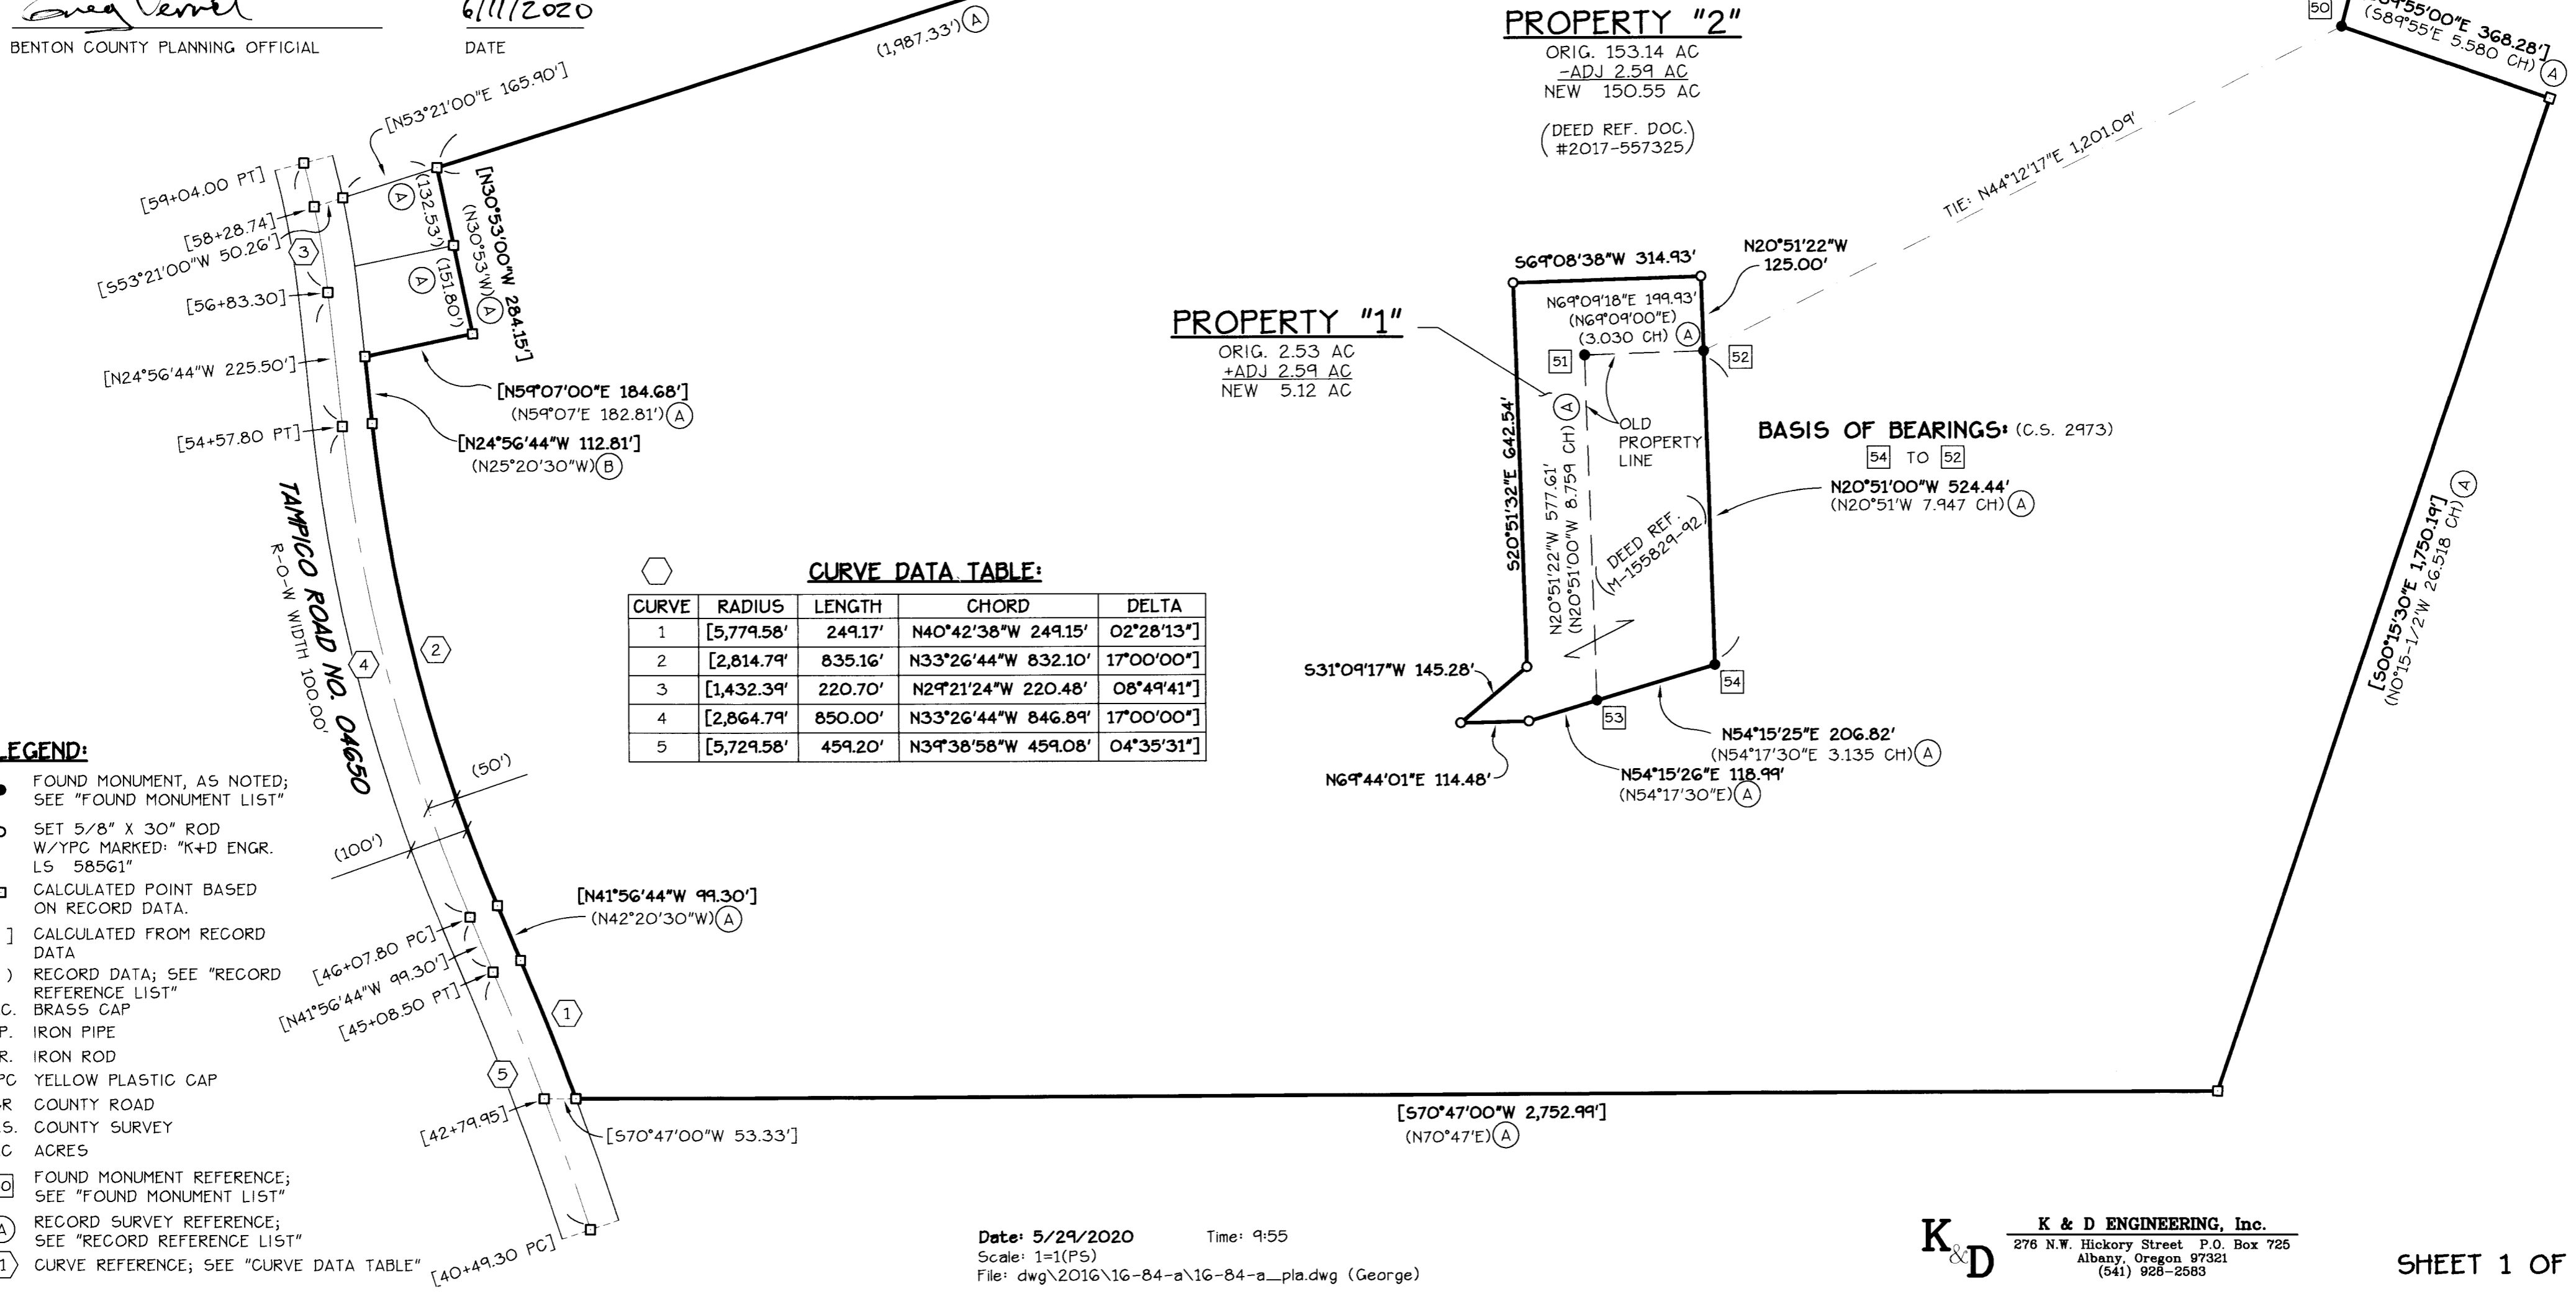 6/11/2020
BENTON COUNTY PLANNING OFFICIAL
DATE
(1,987.33') A
[N53°21'00"E 165.90']
[59+04.00 PT]
[58+28.74]
[S53°21'00"W 50.26']
3
[56+83.30]
[N24°56'44"W 225.50']
[54+57.80 PT]
A
(132.53')
A
(151.80')
[N30°53'00"W 284.15']
(N30°53'W) A
[N59°07'00"E 184.68']
(N59°07'E 182.81') A
[N24°56'44"W 112.81']
(N25°20'30"W) B
TAMPICO ROAD NO. 04650
R-O-W WIDTH 100.00'
4
2
(50')
(100')
[N41°56'44"W 99.30']
(N42°20'30"W) A
[46+07.80 PC]
[N41°56'44"W 99.30']
[45+08.50 PT]
1
5
[42+79.95]
[S70°47'00"W 53.33']
[40+49.30 PC]
PROPERTY "2"
ORIG. 153.14 AC
-ADJ 2.59 AC
NEW 150.55 AC
(DEED REF. DOC.
#2017-557325)
50
S89°55'00"E 368.28']
(S89°55'E 5.580 CH) A
TIE: N44°12'17"E 1,201.09'
PROPERTY "1"
ORIG. 2.53 AC
+ADJ 2.59 AC
NEW 5.12 AC
S69°08'38"W 314.93'
N20°51'22"W
125.00'
N69°09'18"E 199.93'
(N69°09'00"E)
(3.030 CH) A
51
52
OLD
PROPERTY
LINE
S20°51'32"E 642.54'
N20°51'22"W 577.61'
(N20°51'00"W 8.759 CH) A
(DEED REF.
M-155829-92)
BASIS OF BEARINGS: (C.S. 2973)
54 TO 52
N20°51'00"W 524.44'
(N20°51'W 7.947 CH) A
S31°09'17"W 145.28'
53
54
N54°15'25"E 206.82'
(N54°17'30"E 3.135 CH) A
N54°15'26"E 118.99'
(N54°17'30"E) A
N69°44'01"E 114.48'
[S00°15'30"E 1,750.19']
(N0°15-1/2'W 26.518 CH) A
[S70°47'00"W 2,752.99']
(N70°47'E) A
CURVE DATA TABLE:
CURVE RADIUS LENGTH CHORD DELTA
1 [5,779.58' 249.17' N40°42'38"W 249.15' 02°28'13"]
2 [2,814.79' 835.16' N33°26'44"W 832.10' 17°00'00"]
3 [1,432.39' 220.70' N29°21'24"W 220.48' 08°49'41"]
4 [2,864.79' 850.00' N33°26'44"W 846.89' 17°00'00"]
5 [5,729.58' 459.20' N39°38'58"W 459.08' 04°35'31"]
LEGEND:
FOUND MONUMENT, AS NOTED;
SEE "FOUND MONUMENT LIST"
SET 5/8" X 30" ROD
W/YPC MARKED: "K+D ENGR.
LS 58561"
CALCULATED POINT BASED
ON RECORD DATA.
] CALCULATED FROM RECORD
DATA
) RECORD DATA; SEE "RECORD
REFERENCE LIST"
C. BRASS CAP
P. IRON PIPE
R. IRON ROD
PC YELLOW PLASTIC CAP
R COUNTY ROAD
S. COUNTY SURVEY
C ACRES
0 FOUND MONUMENT REFERENCE;
SEE "FOUND MONUMENT LIST"
A RECORD SURVEY REFERENCE;
SEE "RECORD REFERENCE LIST"
1 CURVE REFERENCE; SEE "CURVE DATA TABLE"
Date: 5/29/2020 Time: 9:55
Scale: 1=1(PS)
File: dwg\2016\16-84-a\16-84-a_pla.dwg (George)
K&D
K & D ENGINEERING, Inc.
276 N.W. Hickory Street P.O. Box 725
Albany, Oregon 97321
(541) 928-2583
SHEET 1 OF